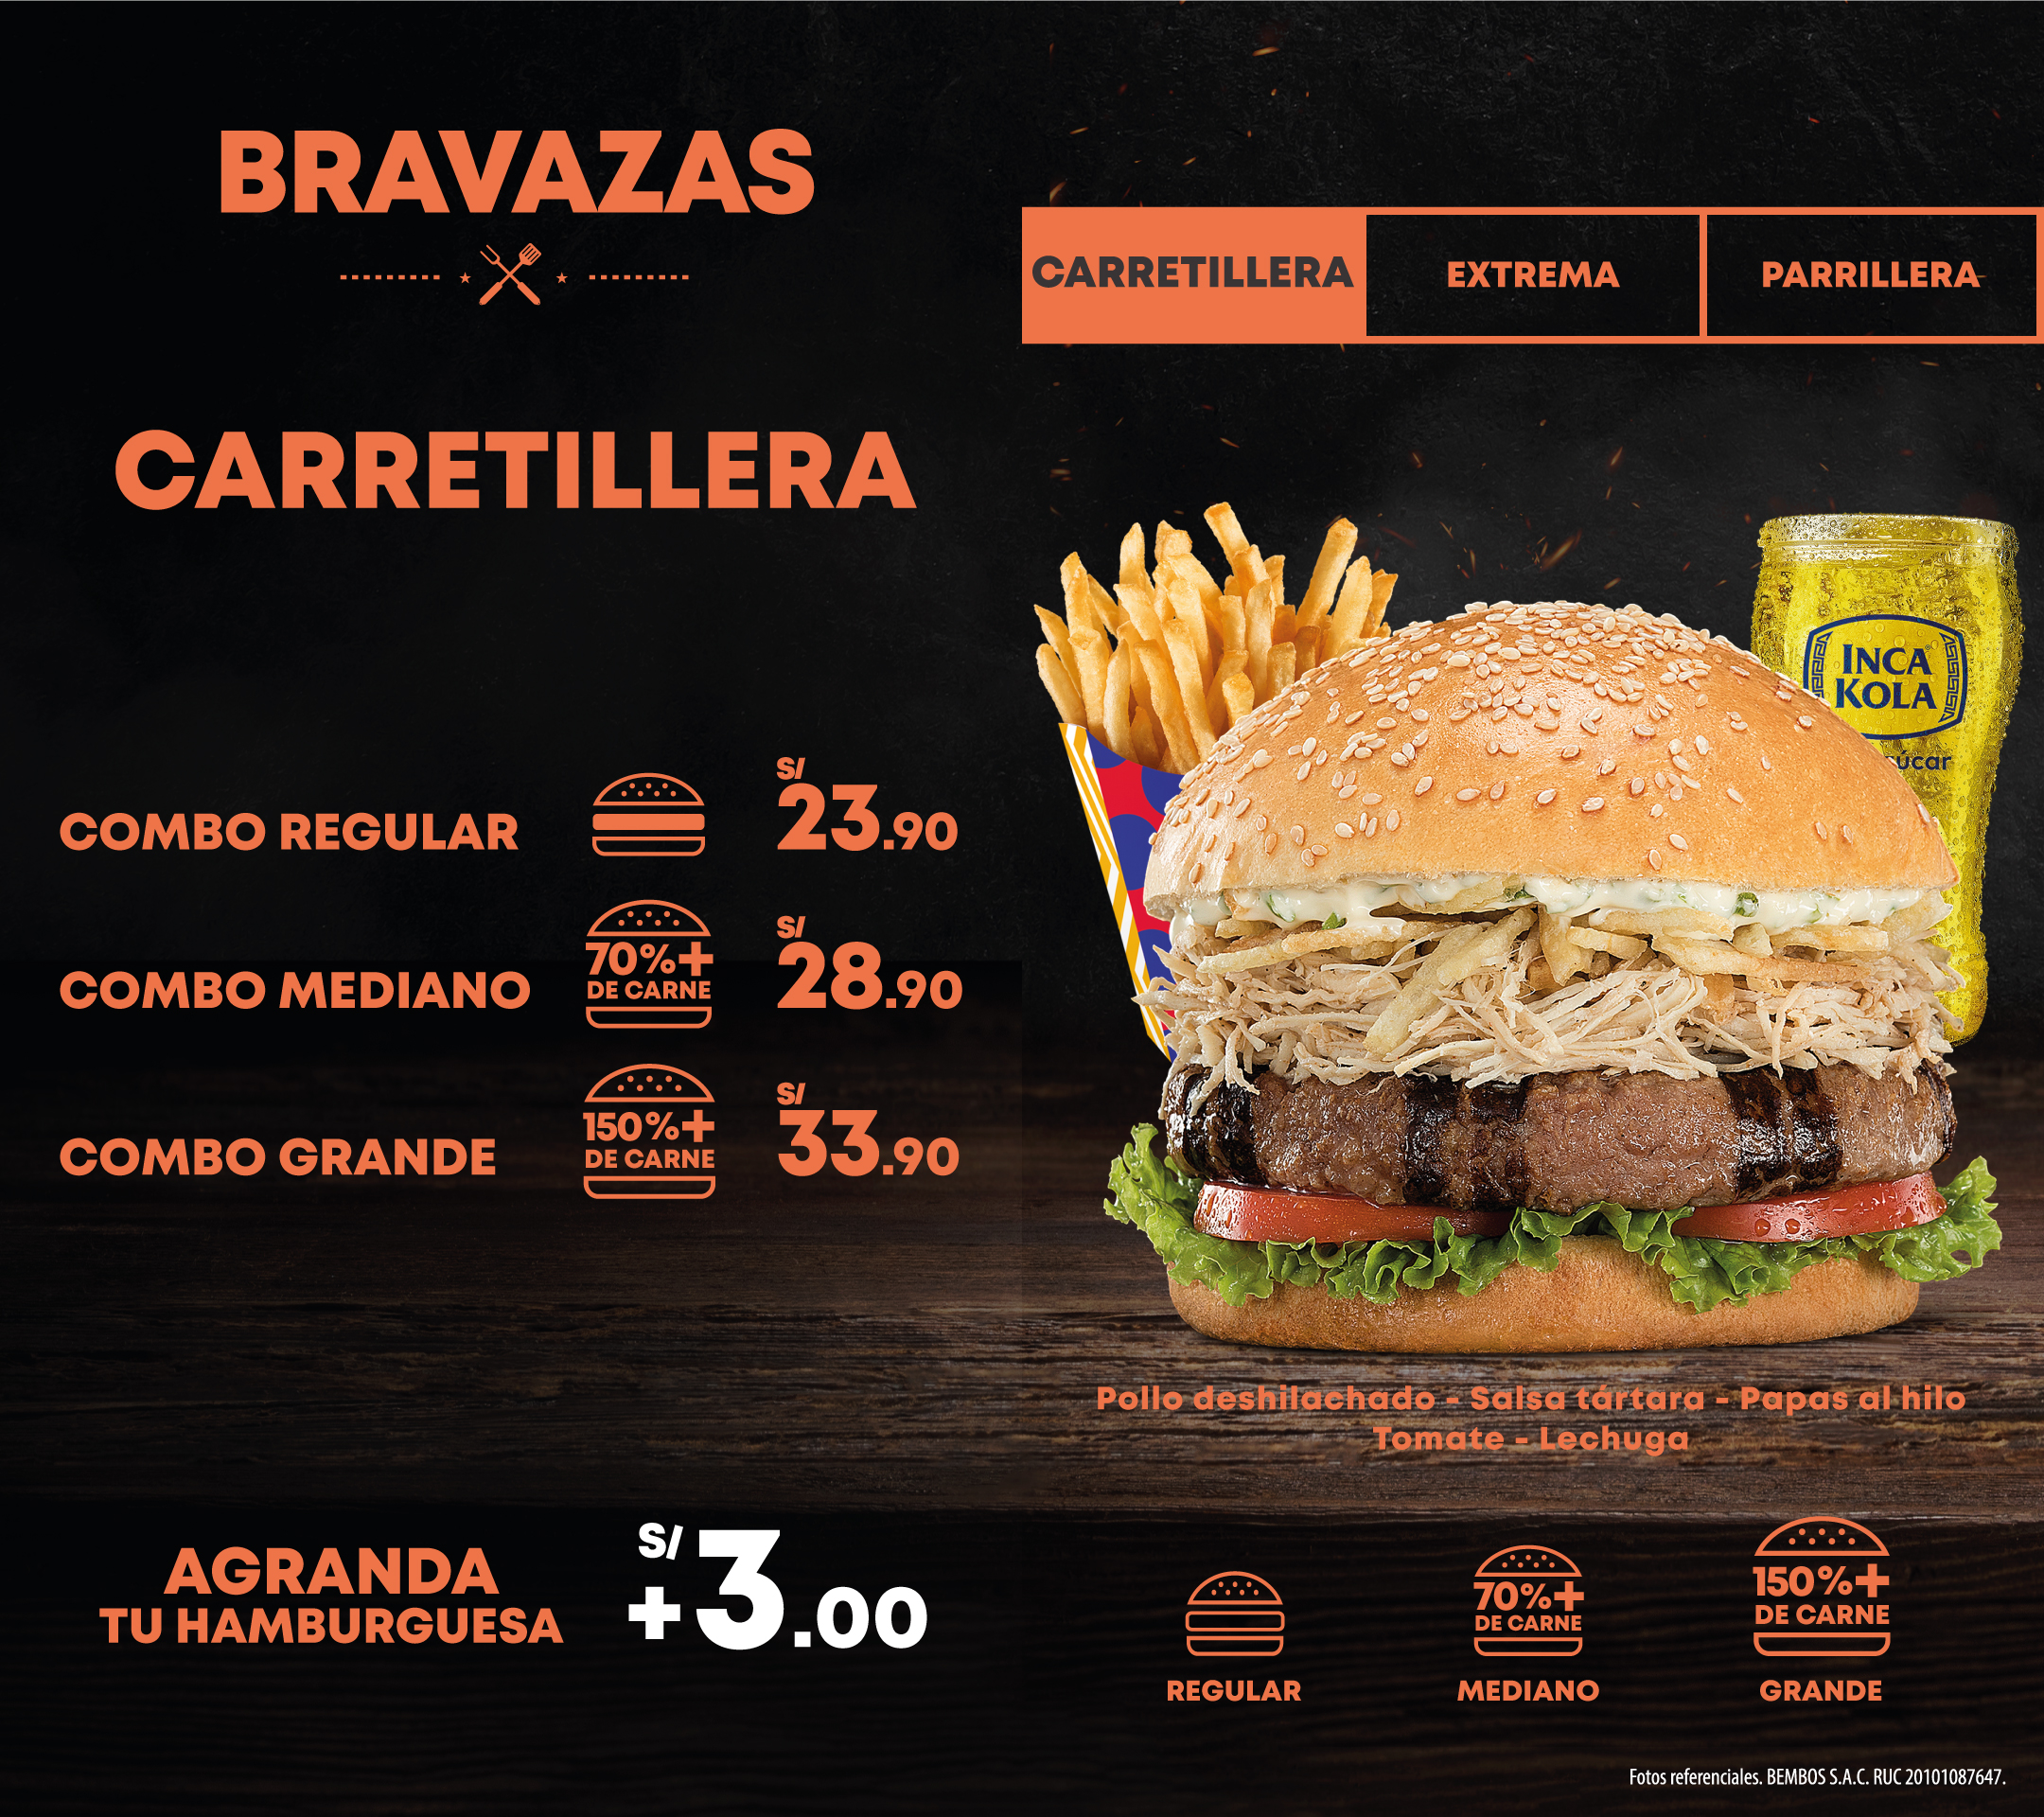 BRAVAZAS
CARRETILLERA
EXTREMA
PARRILLERA
CARRETILLERA
COMBO REGULAR
S/ 23.90
COMBO MEDIANO
70%+
DE CARNE
S/ 28.90
COMBO GRANDE
150%+
DE CARNE
S/ 33.90
INCA
KOLA
Pollo deshilachado - Salsa tártara - Papas al hilo
Tomate - Lechuga
AGRANDA
TU HAMBURGUESA
S/ +3.00
REGULAR
70%+
DE CARNE
MEDIANO
150%+
DE CARNE
GRANDE
Fotos referenciales. BEMBOS S.A.C. RUC 20101087647.